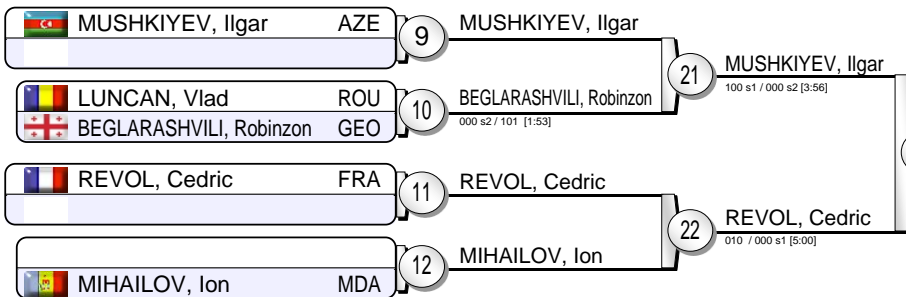 MUSHKIYEV, Ilgar AZE
9
MUSHKIYEV, Ilgar
LUNCAN, Vlad ROU
BEGLARASHVILI, Robinzon GEO
10
BEGLARASHVILI, Robinzon
000 s2 / 101 [1:53]
21
MUSHKIYEV, Ilgar
100 s1 / 000 s2 [3:56]
REVOL, Cedric FRA
11
REVOL, Cedric
MIHAILOV, Ion MDA
12
MIHAILOV, Ion
22
REVOL, Cedric
010 / 000 s1 [5:00]